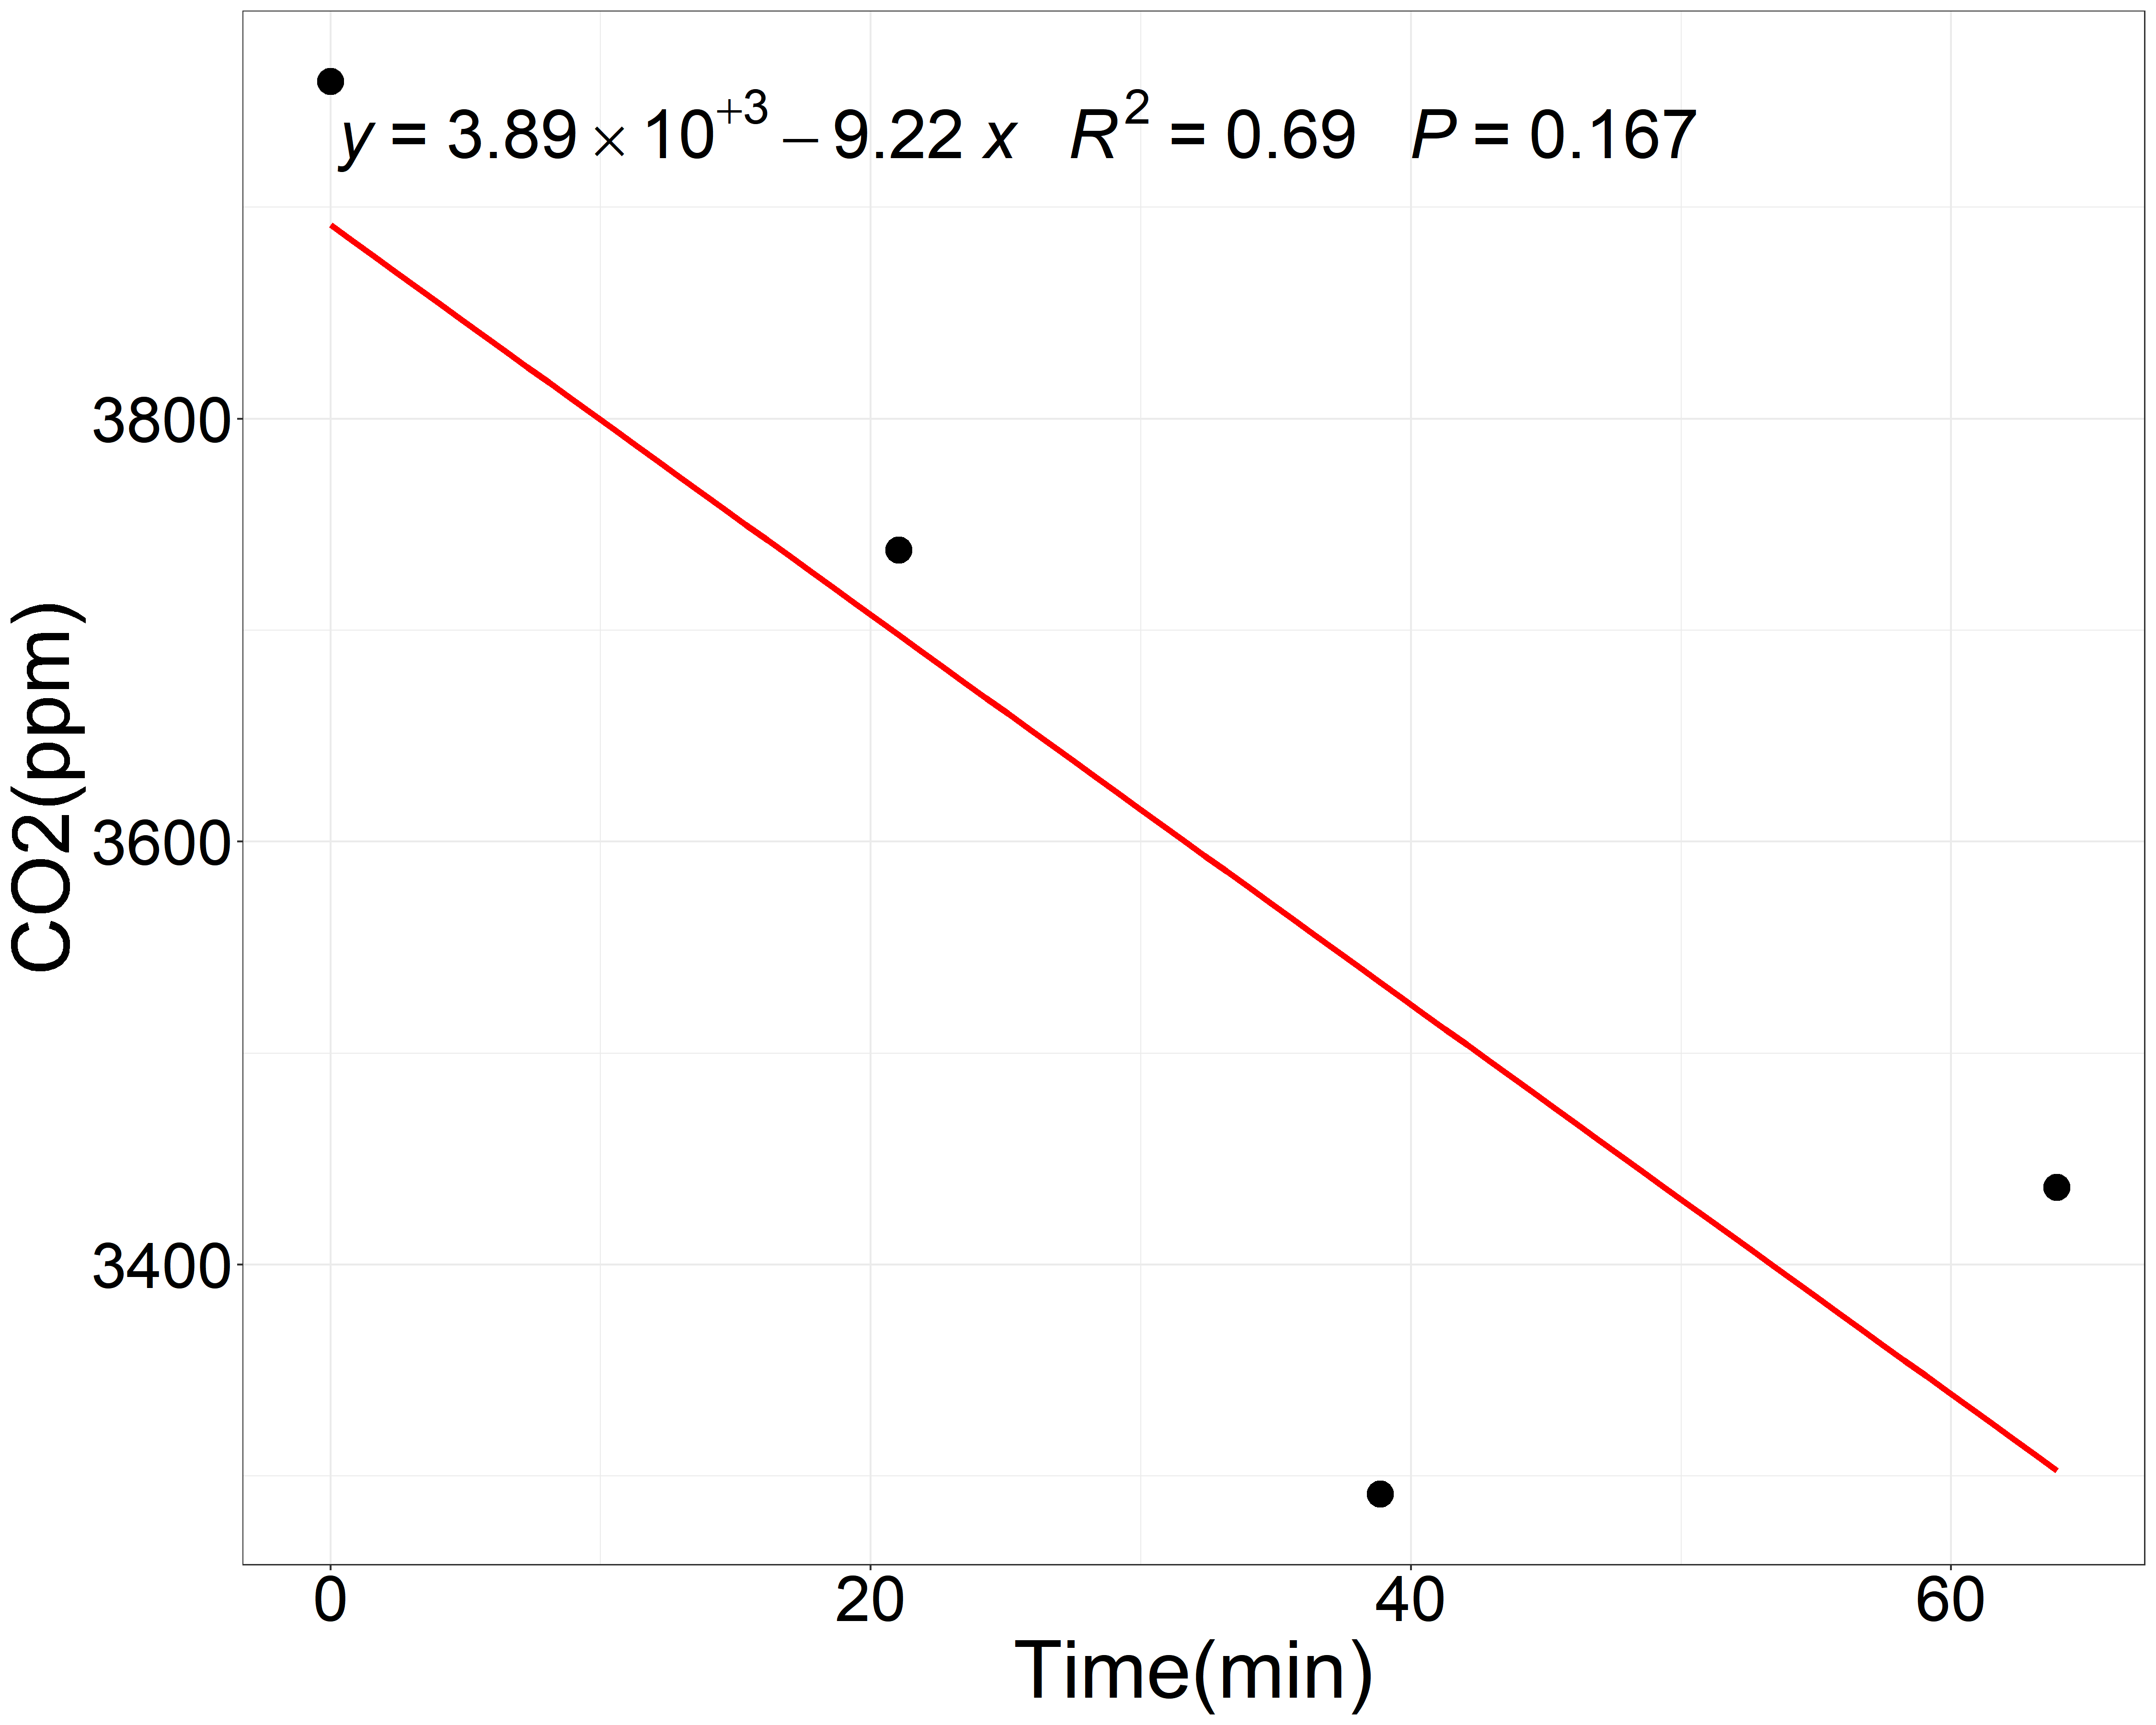 y = 3.89 × 10⁺³ − 9.22 x R² = 0.69 P = 0.167
3800
3600
3400
CO2(ppm)
0 20 40 60
Time(min)